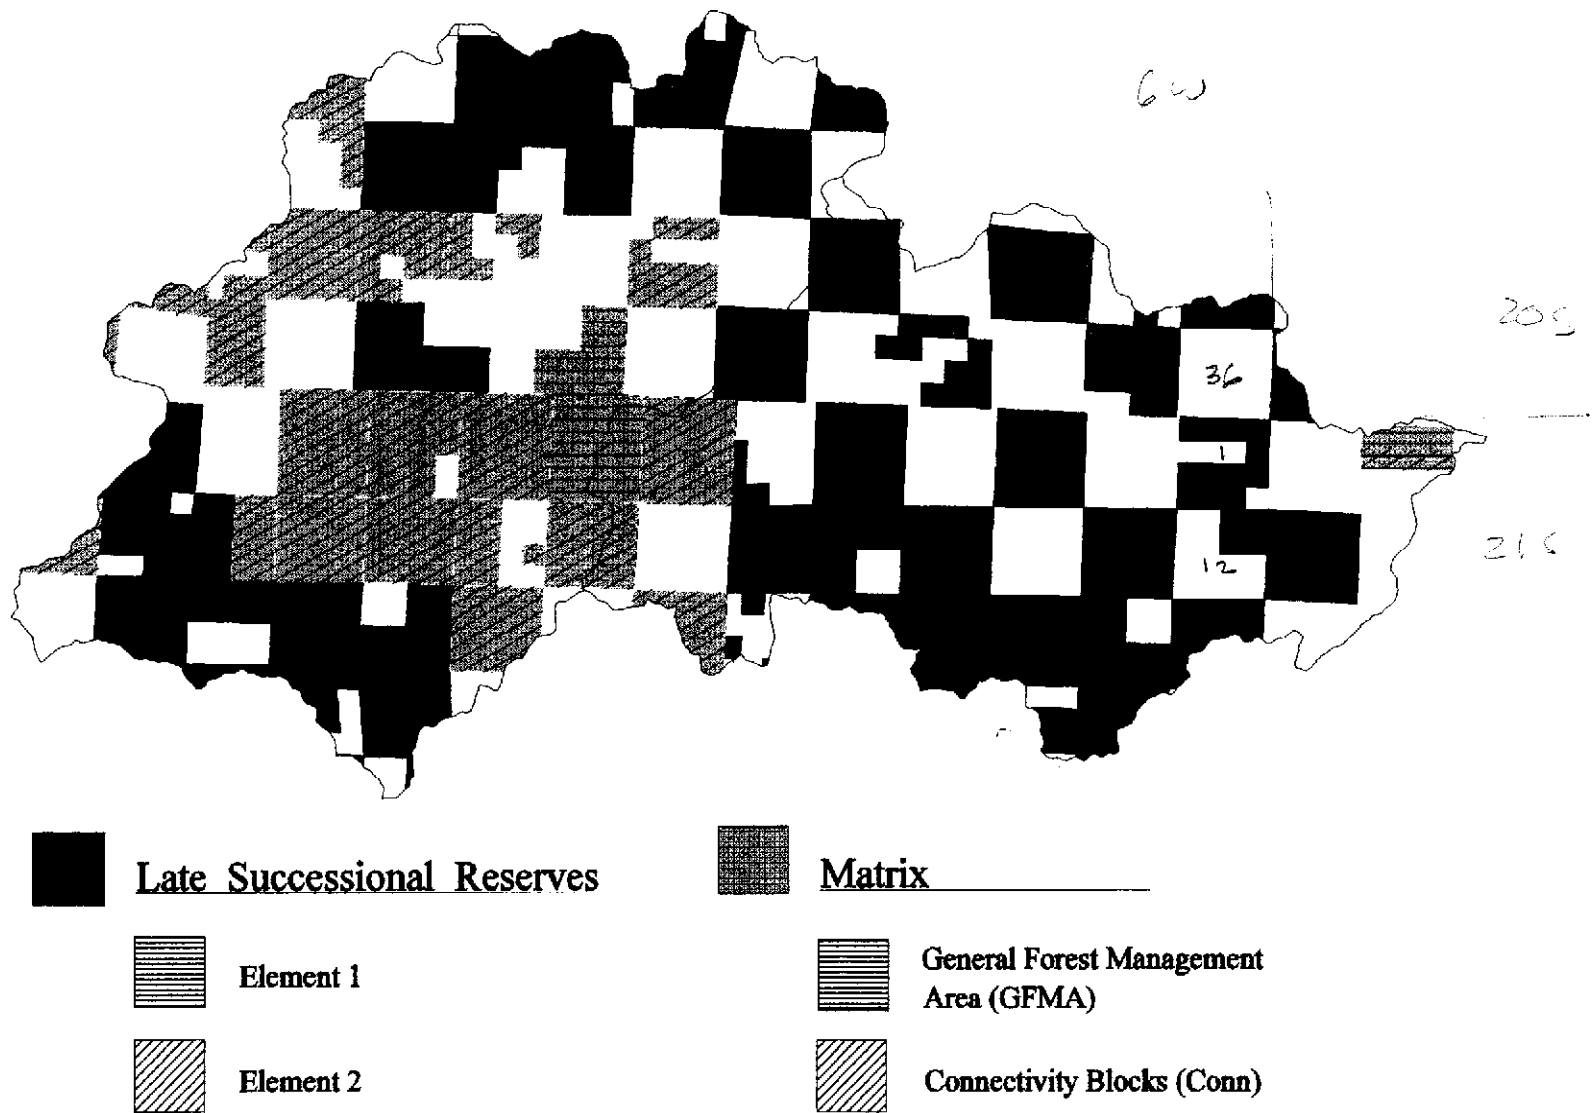 6W
20S
36
1
21S
12
Late Successional Reserves
Matrix
Element 1
General Forest Management
Area (GFMA)
Element 2
Connectivity Blocks (Conn)